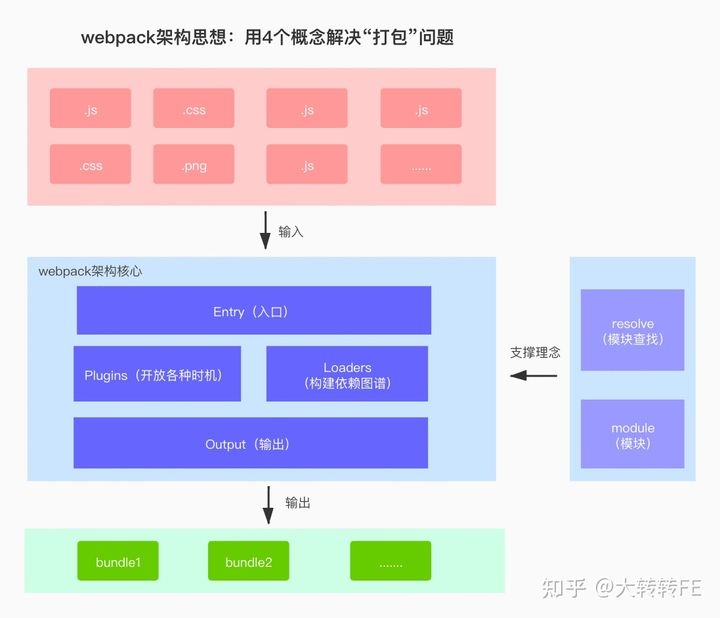 webpack架构思想：用4个概念解决“打包”问题
.js
.css
.js
.js
.css
.png
.js
......
输入
webpack架构核心
Entry（入口）
Plugins（开放各种时机）
Loaders
（构建依赖图谱）
Output（输出）
支撑理念
resolve
（模块查找）
module
（模块）
输出
bundle1
bundle2
.......
知乎 @大转转FE